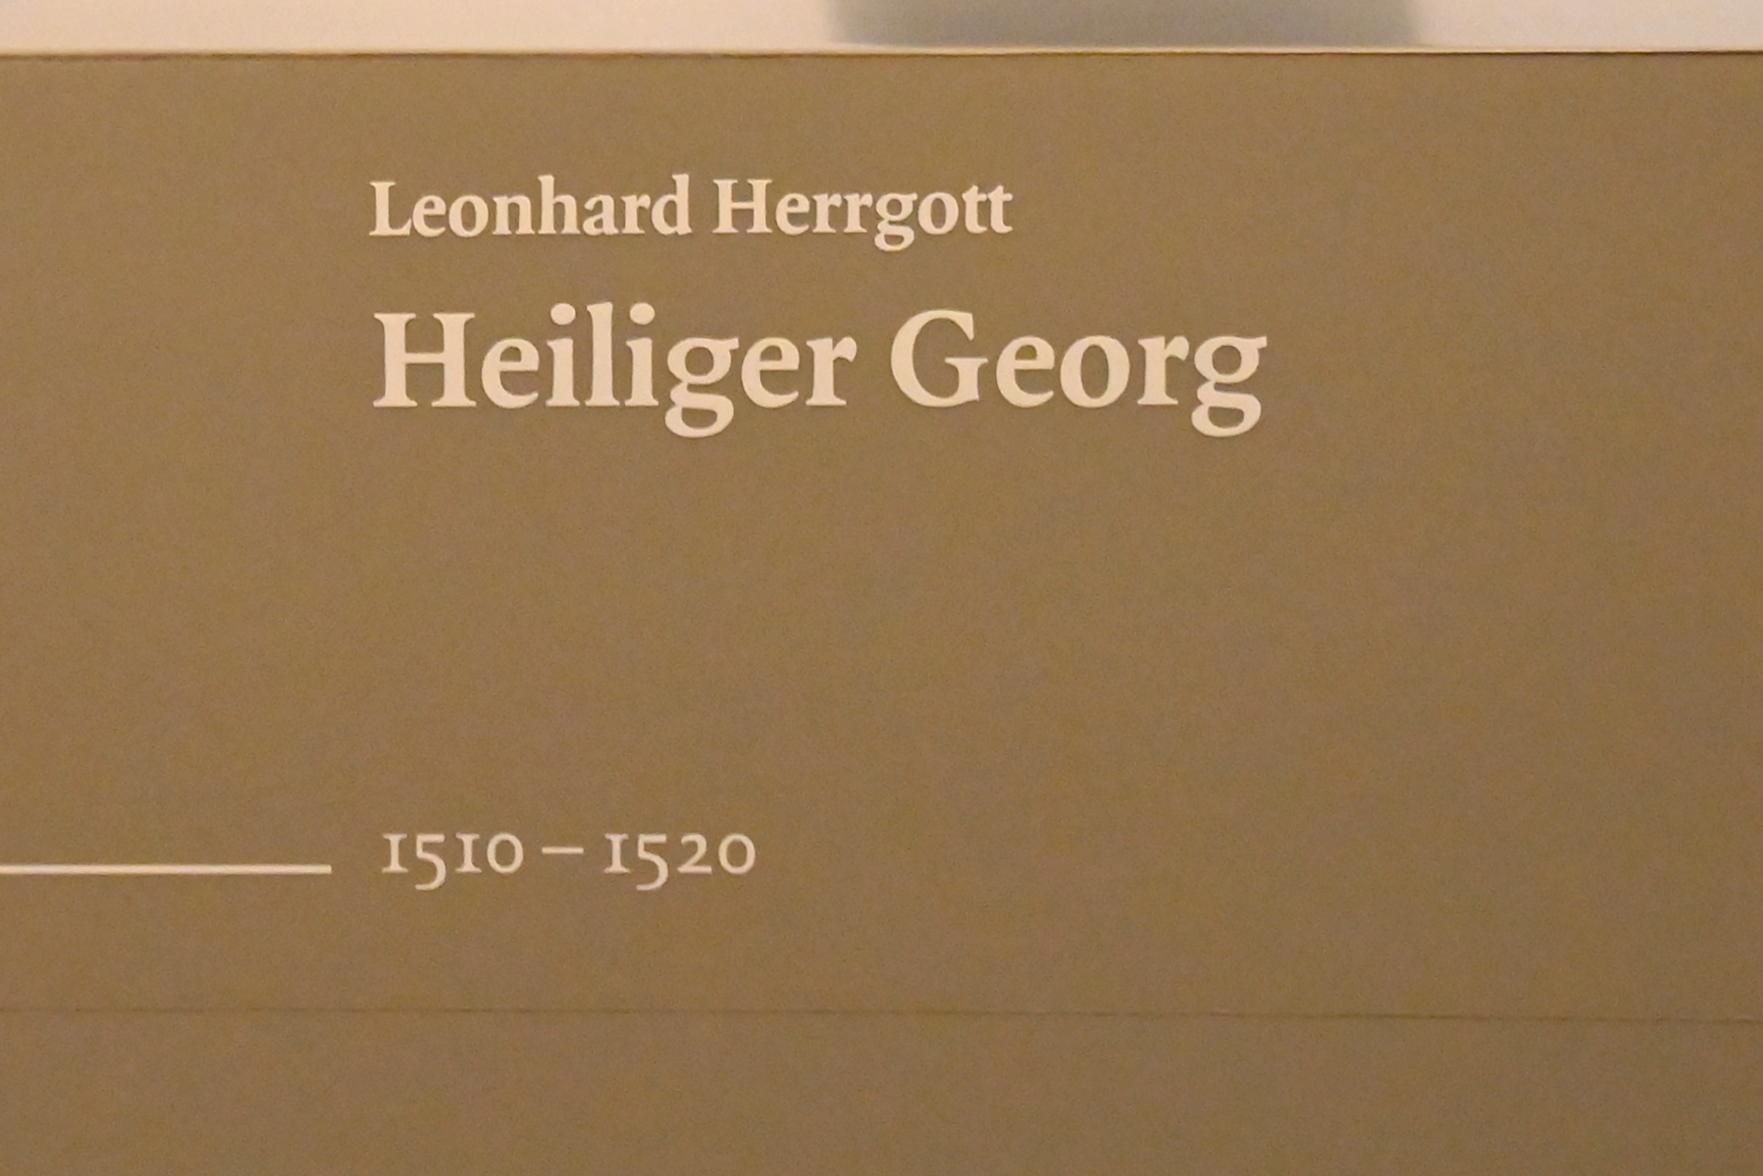 Leonhard Herrgott
Heiliger Georg
1510 – 1520